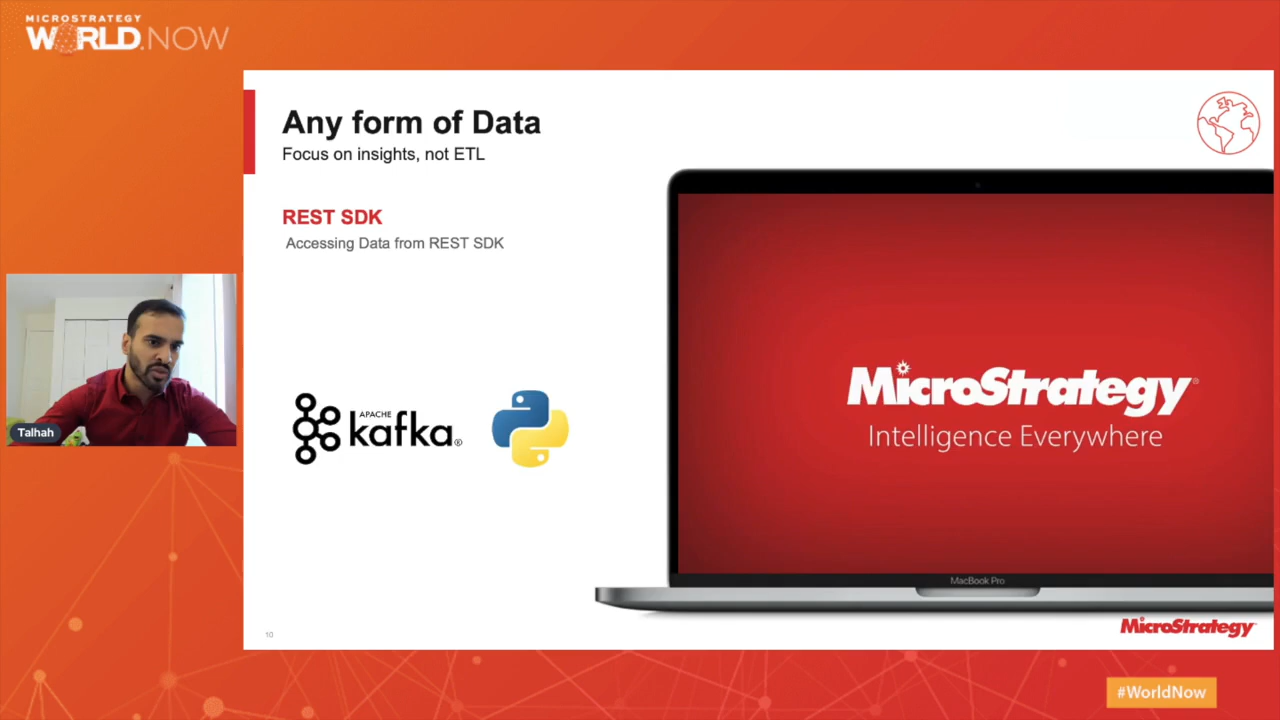 MICROSTRATEGY
WORLD.NOW
Any form of Data
Focus on insights, not ETL
REST SDK
Accessing Data from REST SDK
APACHE
kafka®
Talhah
MicroStrategy®
Intelligence Everywhere
MacBook Pro
10
MicroStrategy
#WorldNow